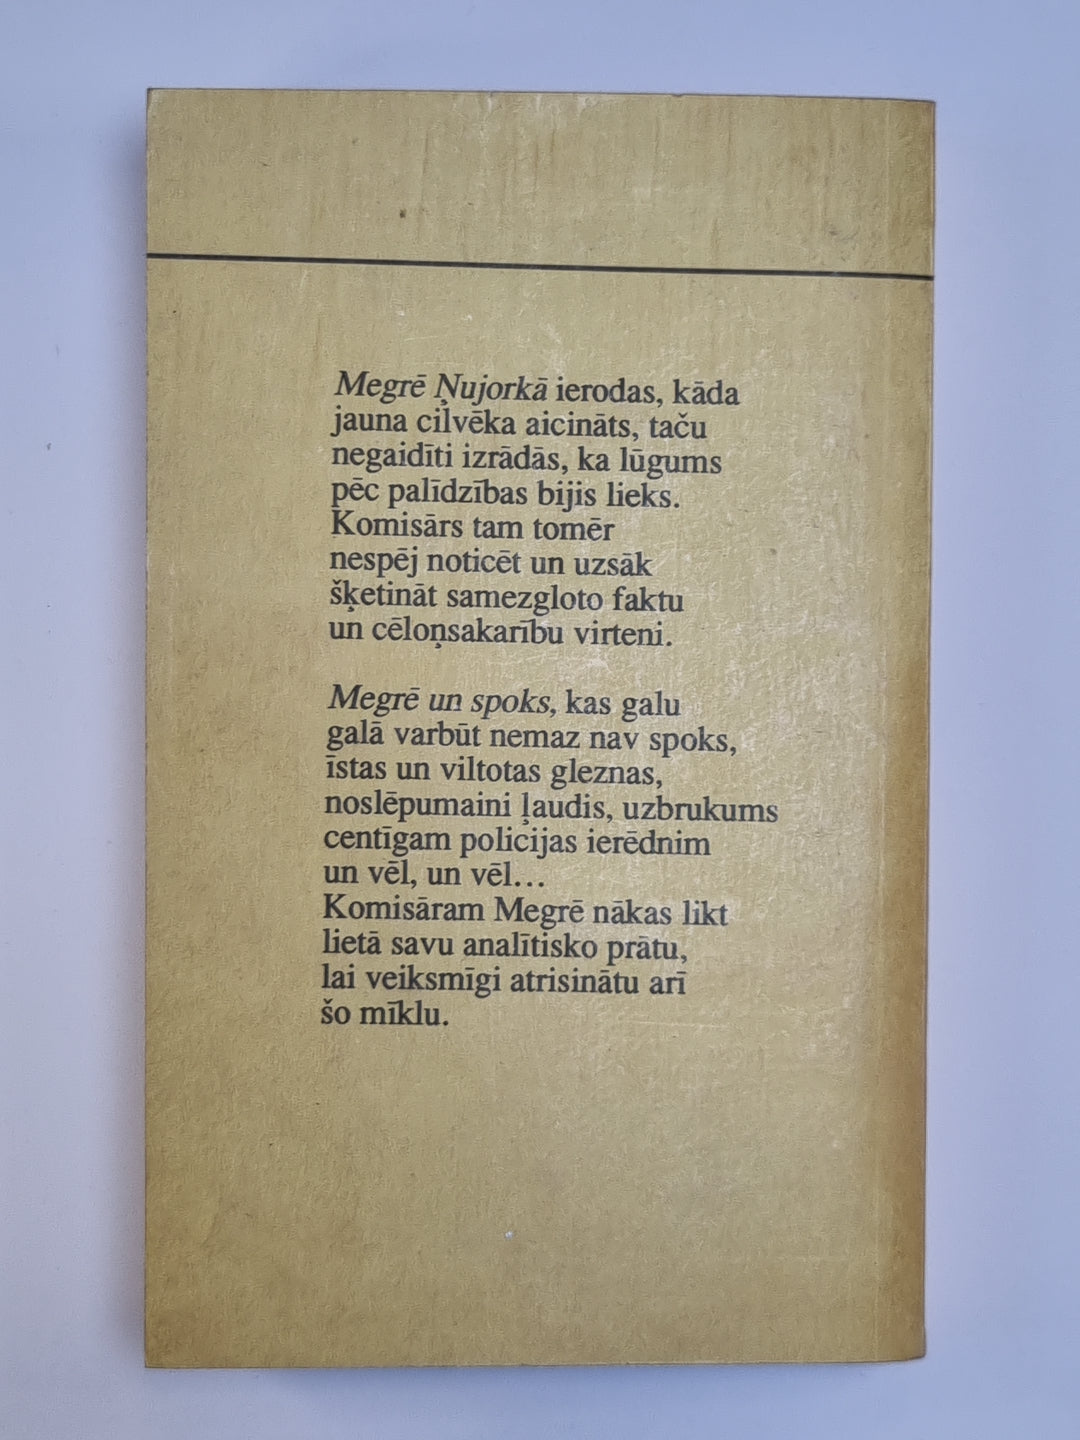 Megrē Ņujorkā ierodas, kāda
jauna cilvēka aicināts, taču
negaidīti izrādās, ka lūgums
pēc palīdzības bijis lieks.
Komisārs tam tomēr
nespēj noticēt un uzsāk
šķetināt samezgloto faktu
un cēloņsakarību virteni.
Megrē un spoks, kas galu
galā varbūt nemaz nav spoks,
īstas un viltotas gleznas,
noslēpumaini ļaudis, uzbrukums
centīgam policijas ierēdnim
un vēl, un vēl...
Komisāram Megrē nākas likt
lietā savu analītisko prātu,
lai veiksmīgi atrisinātu arī
šo mīklu.